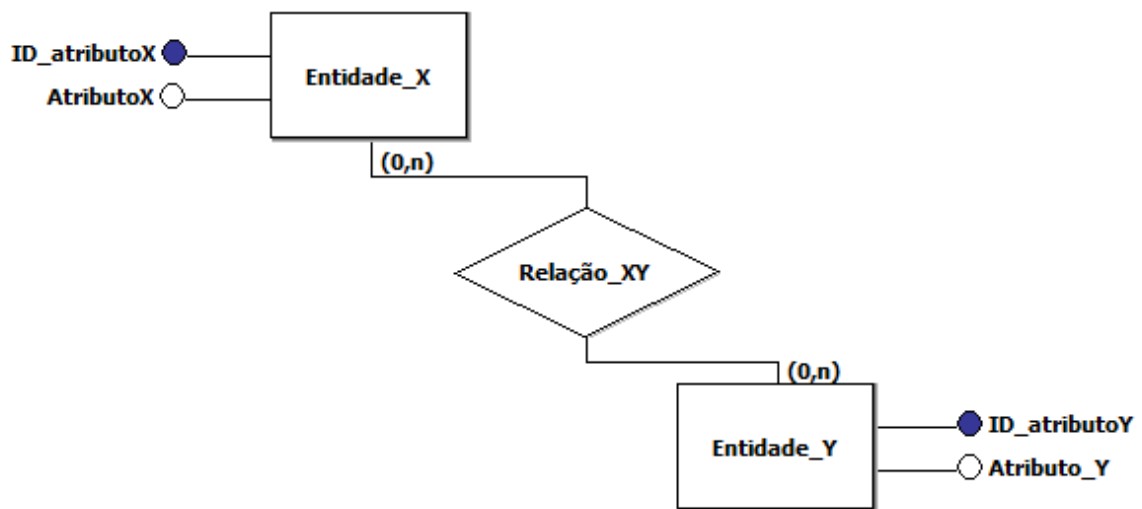 ID_atributoX
Entidade_X
AtributoX
(0,n)
Relação_XY
(0,n)
ID_atributoY
Entidade_Y
Atributo_Y